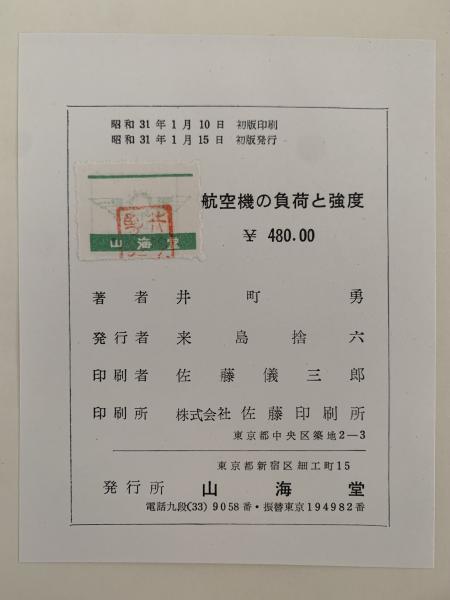 昭和31年1月10日 初版印刷
昭和31年1月15日 初版発行
山海堂
航空機の負荷と強度
¥ 480.00
著者 井町勇
発行者 来島捨六
印刷者 佐藤儀三郎
印刷所 株式会社佐藤印刷所
東京都中央区築地2—3
東京都新宿区細工町15
発行所 山海堂
電話九段(33) 9058番・振替東京194982番